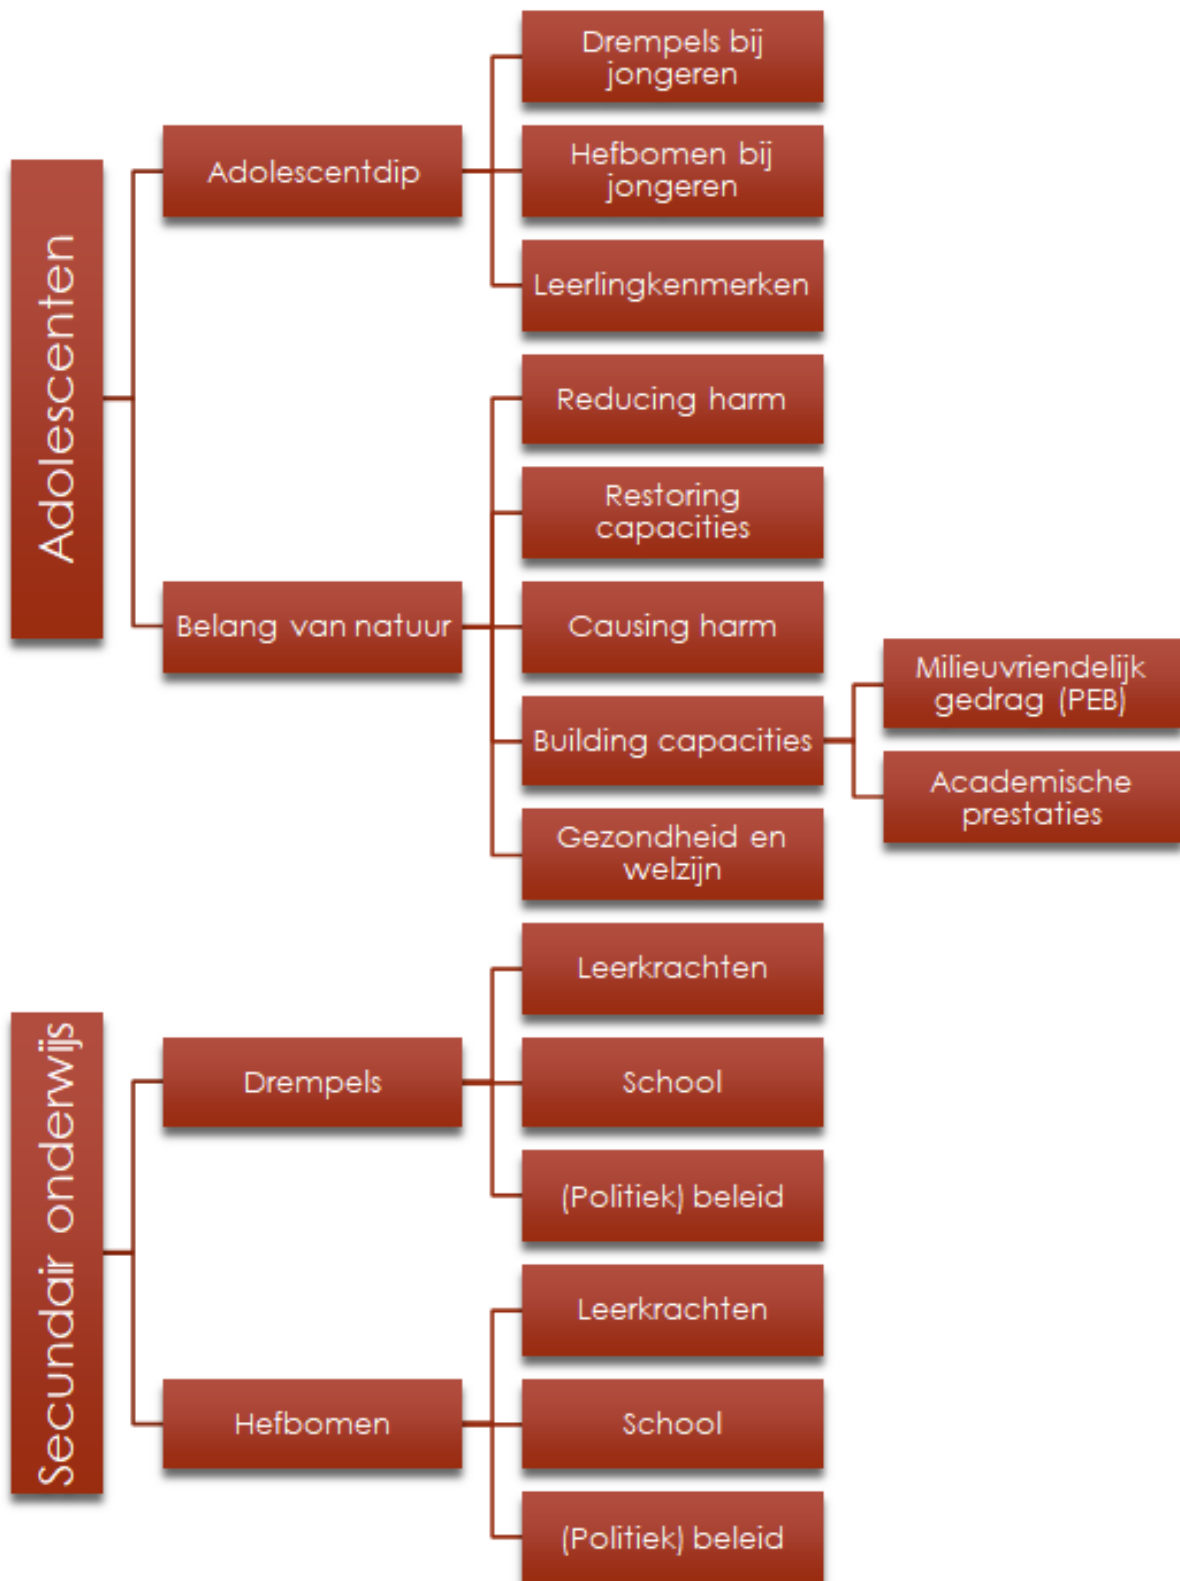 Adolescenten
Adolescentdip
Drempels bij
jongeren
Hefbomen bij
jongeren
Leerlingkenmerken
Belang van natuur
Reducing harm
Restoring
capacities
Causing harm
Building capacities
Milieuvriendelijk
gedrag (PEB)
Academische
prestaties
Gezondheid en
welzijn
Secundair onderwijs
Drempels
Leerkrachten
School
(Politiek) beleid
Hefbomen
Leerkrachten
School
(Politiek) beleid